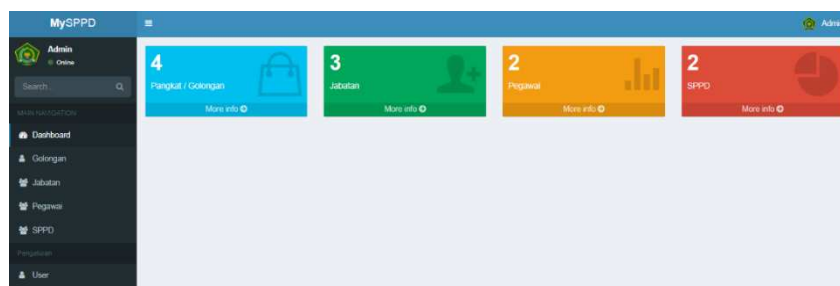 MySPPD
Admin
Admin
Online
Search...
MAIN NAVIGATION
Dashboard
Golongan
Jabatan
Pegawai
SPPD
Pengaturan
User
4
Pangkat / Golongan
More info
3
Jabatan
More info
2
Pegawai
More info
2
SPPD
More info